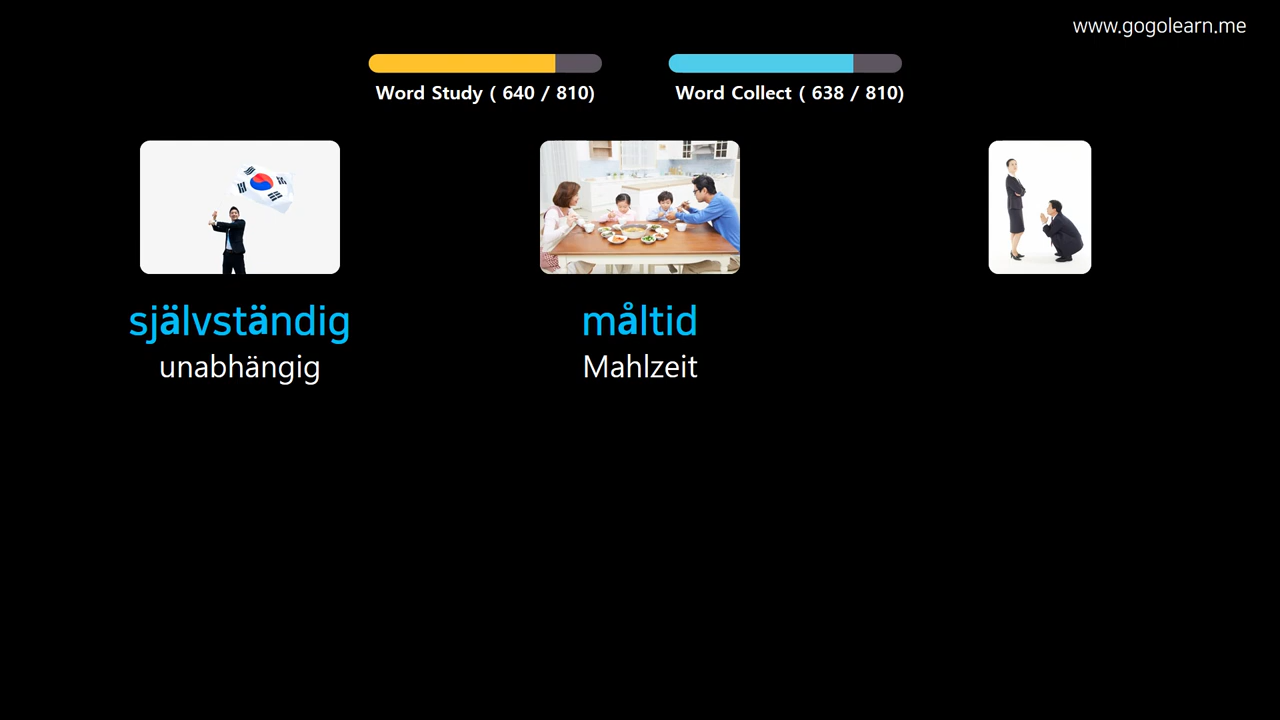 www.gogolearn.me
Word Study ( 640 / 810)
Word Collect ( 638 / 810)
självständig
unabhängig
måltid
Mahlzeit